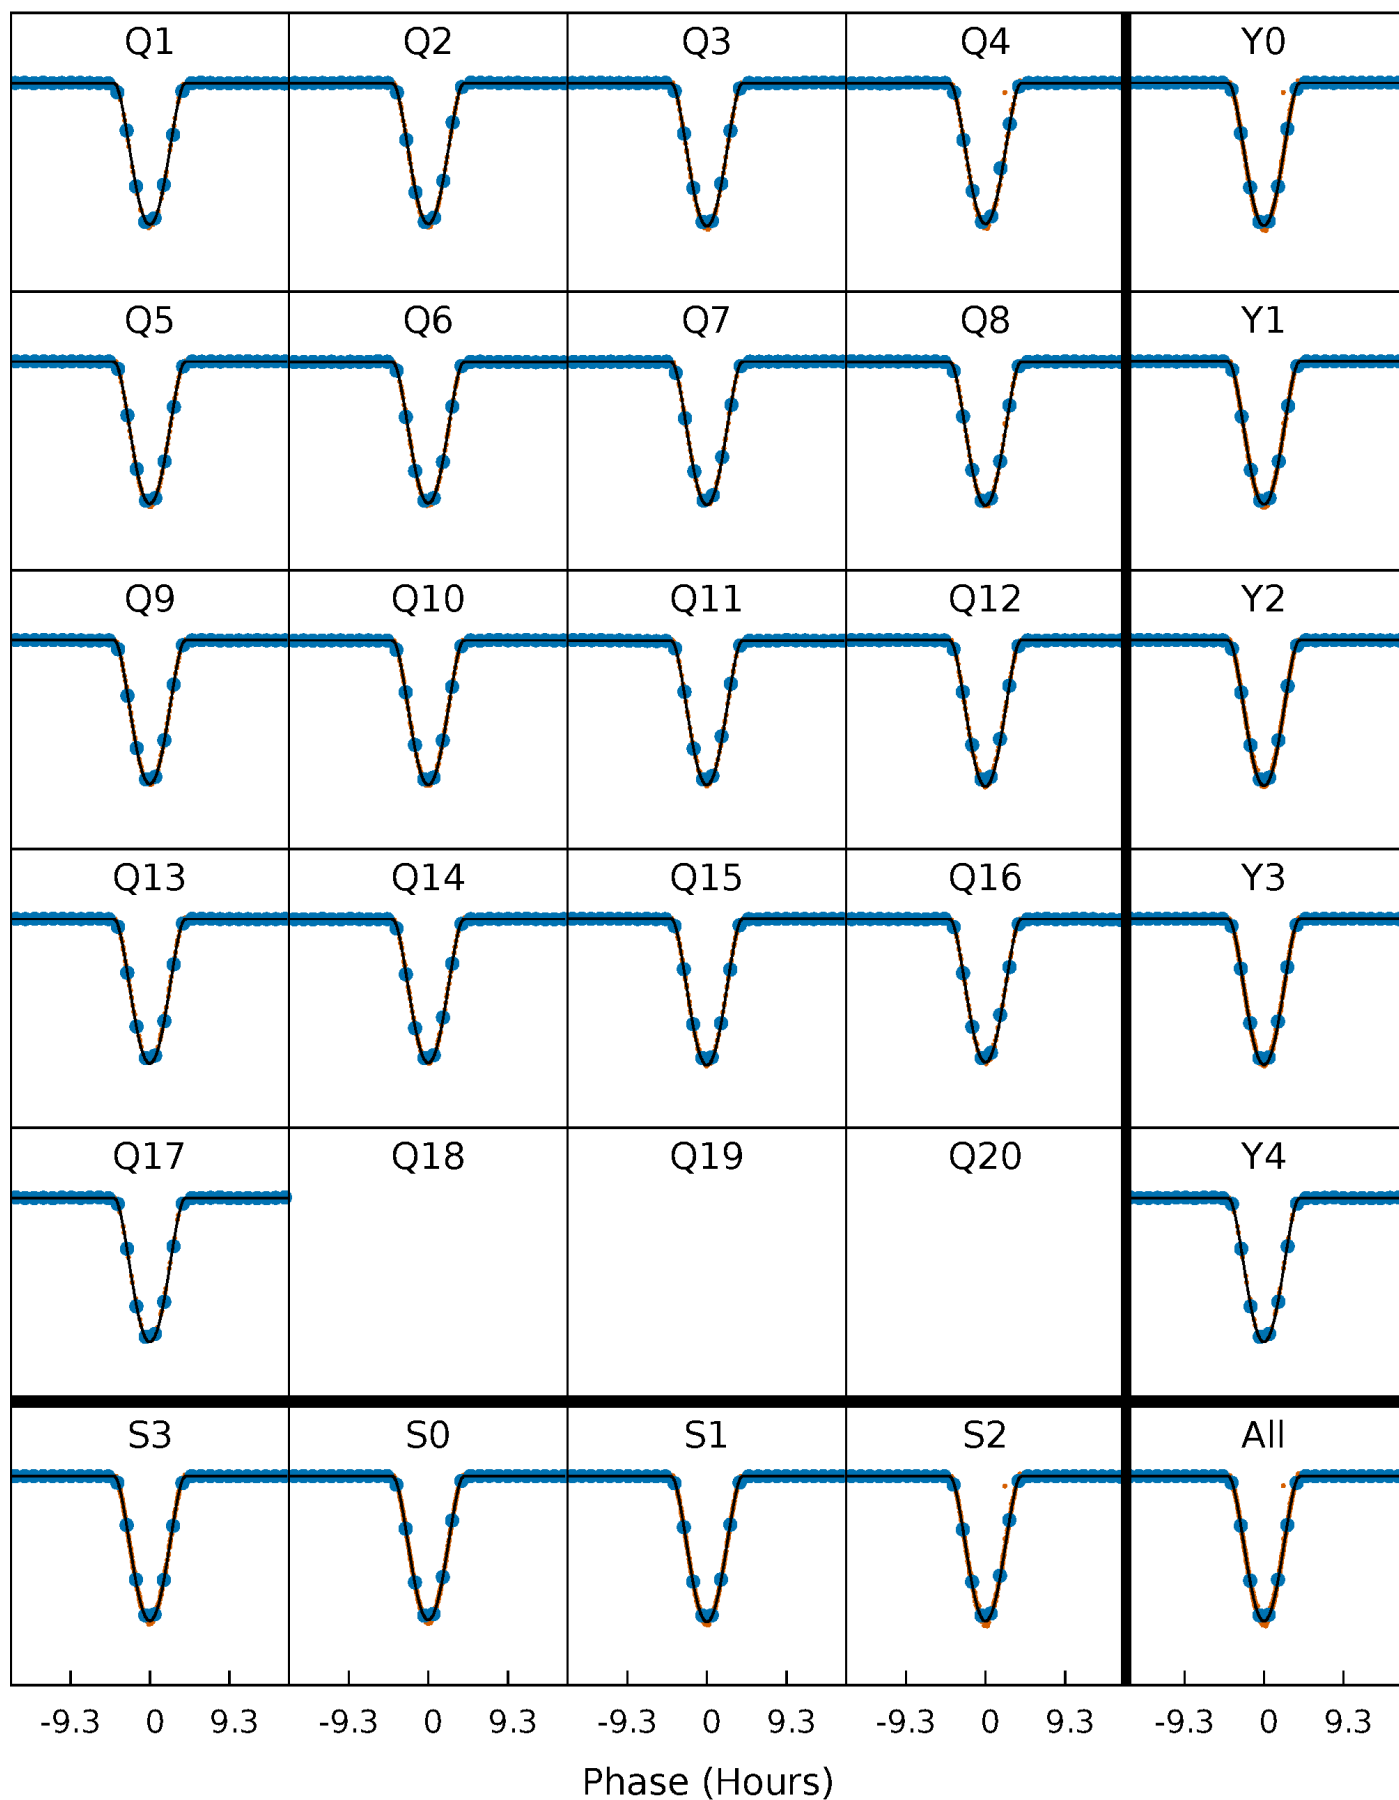 Q1 Q2 Q3 Q4 Y0
Q5 Q6 Q7 Q8 Y1
Q9 Q10 Q11 Q12 Y2
Q13 Q14 Q15 Q16 Y3
Q17 Q18 Q19 Q20 Y4
S3 S0 S1 S2 All
-9.3 0 9.3 -9.3 0 9.3 -9.3 0 9.3 -9.3 0 9.3 -9.3 0 9.3
Phase (Hours)